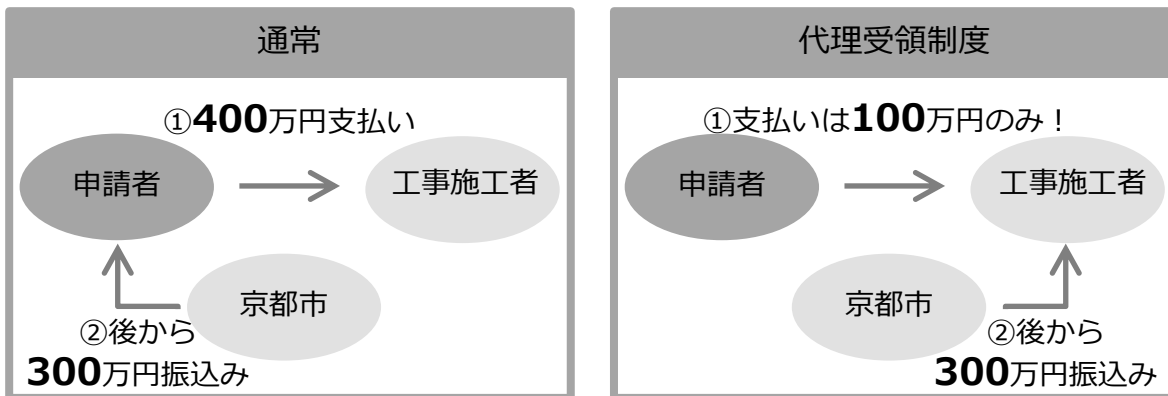 通常
①400万円支払い
申請者
工事施工者
京都市
②後から
300万円振込み
代理受領制度
①支払いは100万円のみ！
申請者
工事施工者
京都市
②後から
300万円振込み